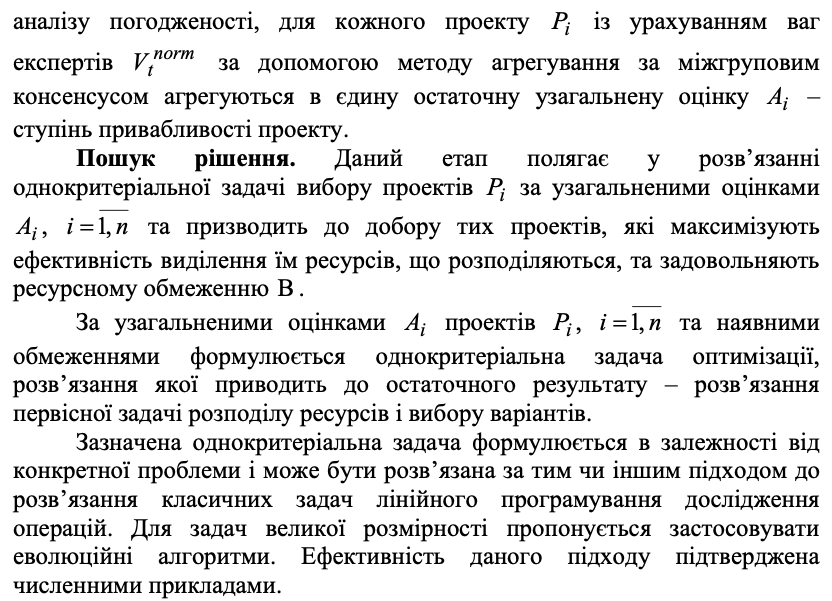 аналізу погодженості, для кожного проекту P_i із урахуванням ваг
експертів V_t^norm за допомогою методу агрегування за міжгруповим
консенсусом агрегуються в єдину остаточну узагальнену оцінку A_i –
ступінь привабливості проекту.
Пошук рішення. Даний етап полягає у розв’язанні
однокритеріальної задачі вибору проектів P_i за узагальненими оцінками
A_i, i = \overline{1, n} та призводить до добору тих проектів, які максимізують
ефективність виділення їм ресурсів, що розподіляються, та задовольняють
ресурсному обмеженню B .
За узагальненими оцінками A_i проектів P_i, i = \overline{1, n} та наявними
обмеженнями формулюється однокритеріальна задача оптимізації,
розв’язання якої приводить до остаточного результату – розв’язання
первісної задачі розподілу ресурсів і вибору варіантів.
Зазначена однокритеріальна задача формулюється в залежності від
конкретної проблеми і може бути розв’язана за тим чи іншим підходом до
розв’язання класичних задач лінійного програмування дослідження
операцій. Для задач великої розмірності пропонується застосовувати
еволюційні алгоритми. Ефективність даного підходу підтверджена
численними прикладами.